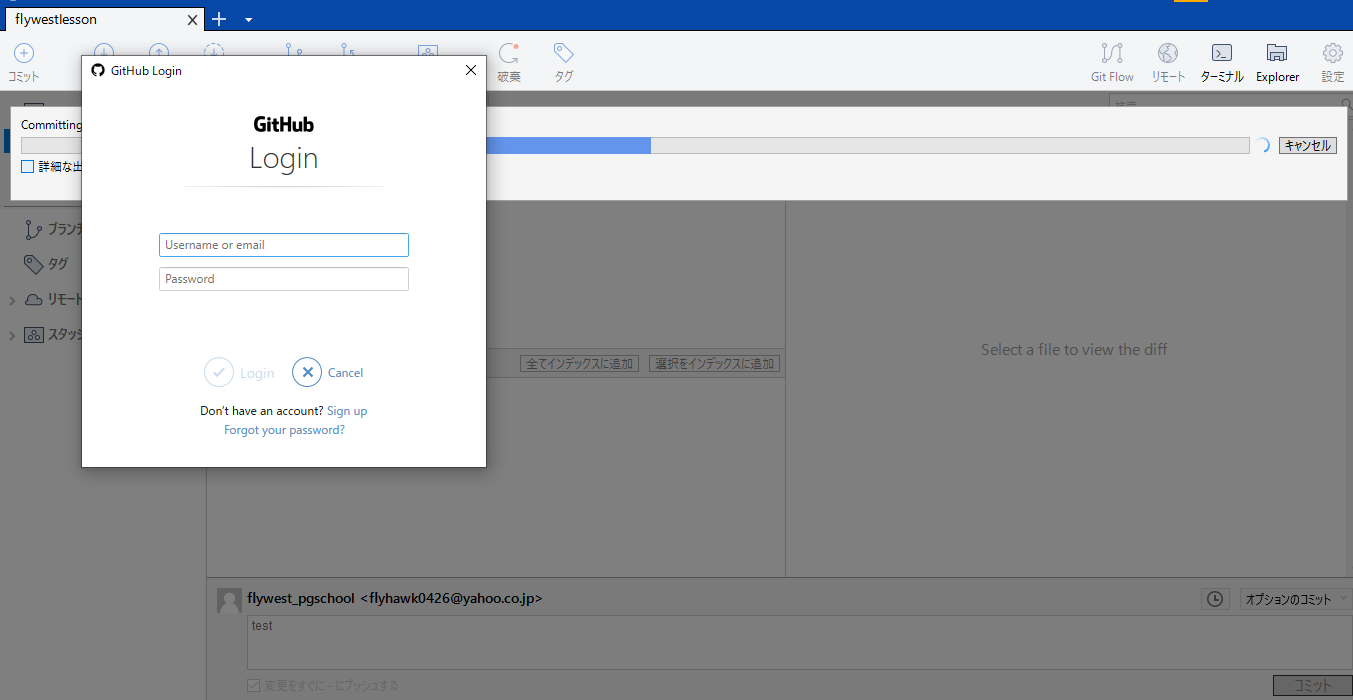 flywestlesson
コミット
破棄
タグ
Git Flow
リモート
ターミナル
Explorer
設定
GitHub Login
検索
Committing
キャンセル
詳細な出
GitHub
Login
Username or email
Password
Login
Cancel
Don't have an account? Sign up
Forgot your password?
ブランチ
タグ
リモート
スタッシ
全てインデックスに追加
選択をインデックスに追加
Select a file to view the diff
flywest_pgschool <flyhawk0426@yahoo.co.jp>
オプションのコミット
test
変更をすぐに - にプッシュする
コミット